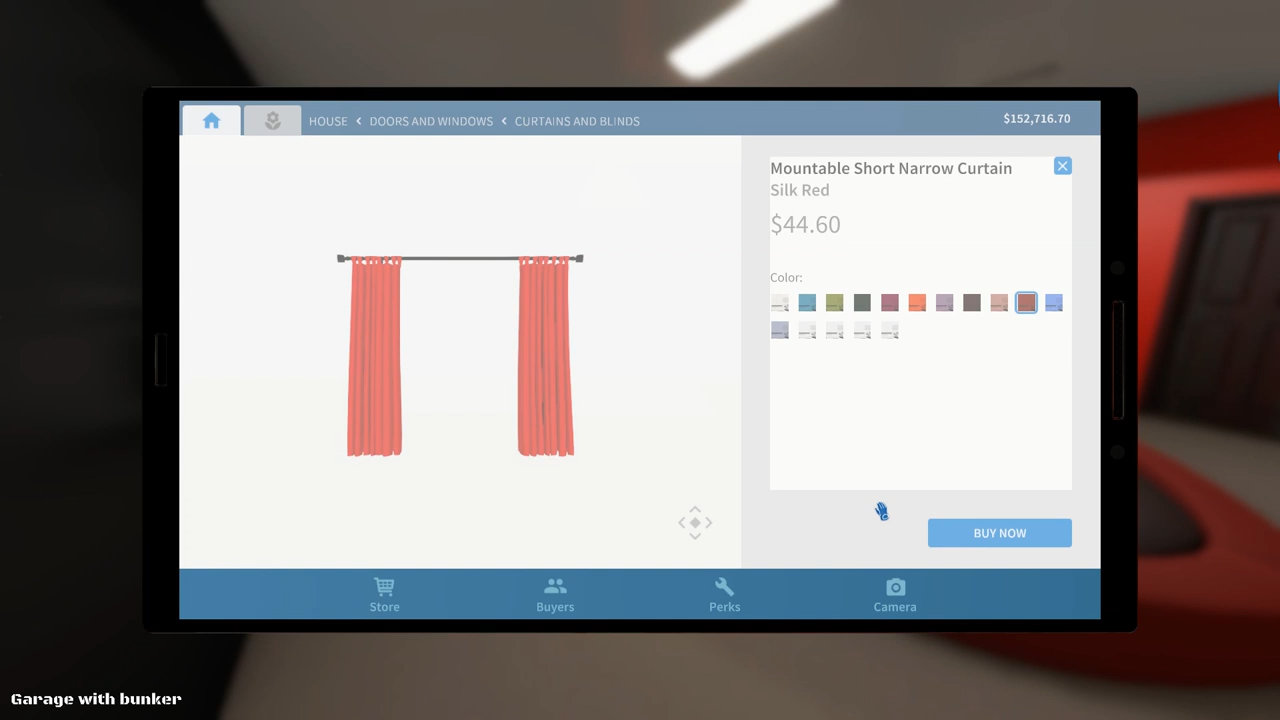 HOUSE < DOORS AND WINDOWS < CURTAINS AND BLINDS
$152,716.70
Mountable Short Narrow Curtain
Silk Red
$44.60
Color:
BUY NOW
Store
Buyers
Perks
Camera
Garage with bunker